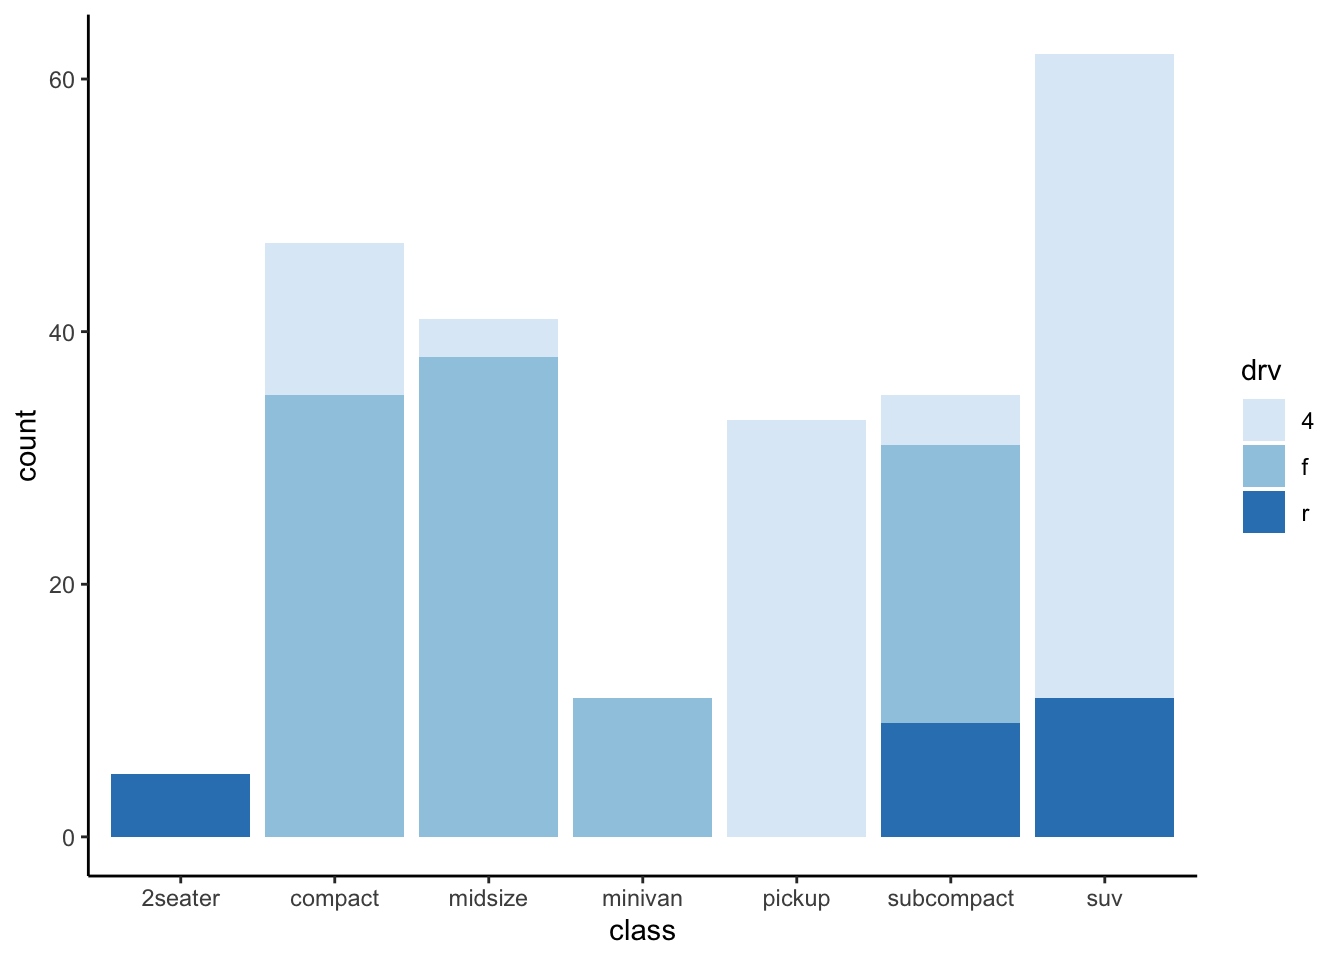 60
40
20
0
count
2seater compact midsize minivan pickup subcompact suv
class
drv
4
f
r